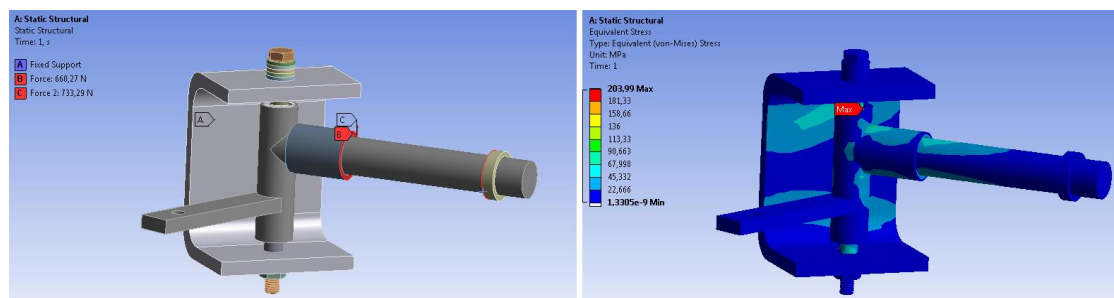 A: Static Structural
Static Structural
Time: 1, s
A Fixed Support
B Force: 660,27 N
C Force 2: 733,29 N
A
C
B
A: Static Structural
Equivalent Stress
Type: Equivalent (von-Mises) Stress
Unit: MPa
Time: 1
203,99 Max
181,33
158,66
136
113,33
90,663
67,998
45,332
22,666
1,3305e-9 Min
Max